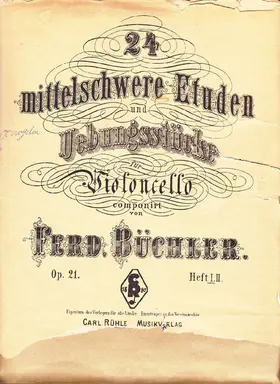 24
mittelschwere Etuden
und
Uebungsstücke
für
Violoncello
componirt
von
FERD. BÜCHLER.
Op. 21. Heft I.II.
Eigentum des Verlegers für alle Länder.
CARL RÜHLE MUSIKVERLAG